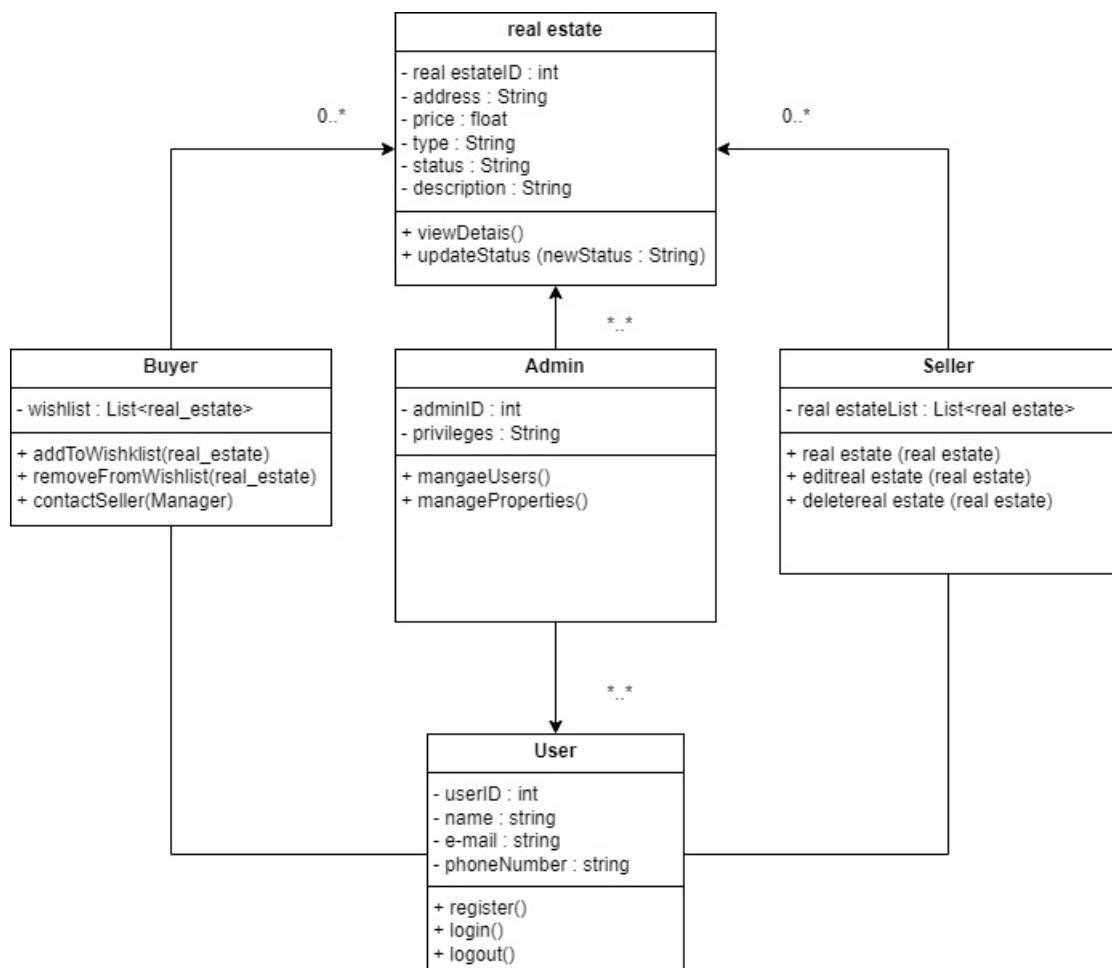 real estate
- real estateID : int
- address : String
- price : float
- type : String
- status : String
- description : String
+ viewDetais()
+ updateStatus (newStatus : String)
0..*
0..*
*..*
Buyer
- wishlist : List<real_estate>
+ addToWishklist(real_estate)
+ removeFromWishlist(real_estate)
+ contactSeller(Manager)
Admin
- adminID : int
- privileges : String
+ mangaeUsers()
+ manageProperties()
Seller
- real estateList : List<real estate>
+ real estate (real estate)
+ editreal estate (real estate)
+ deletereal estate (real estate)
*..*
User
- userID : int
- name : string
- e-mail : string
- phoneNumber : string
+ register()
+ login()
+ logout()